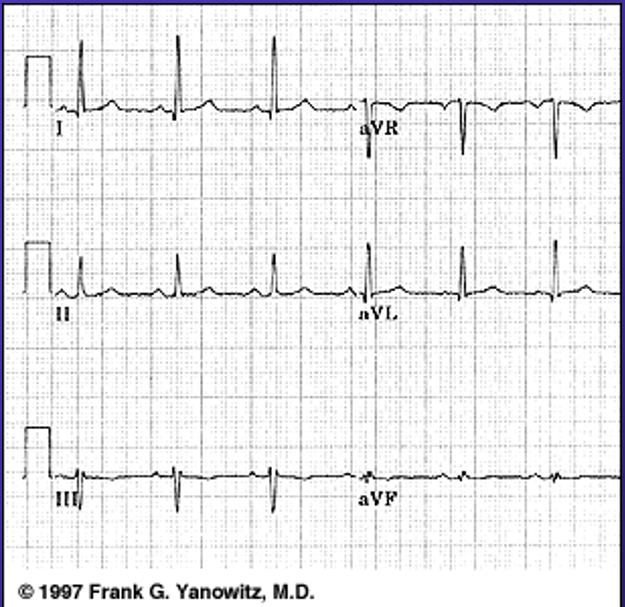 I aVR
II aVL
III aVF
© 1997 Frank G. Yanowitz, M.D.